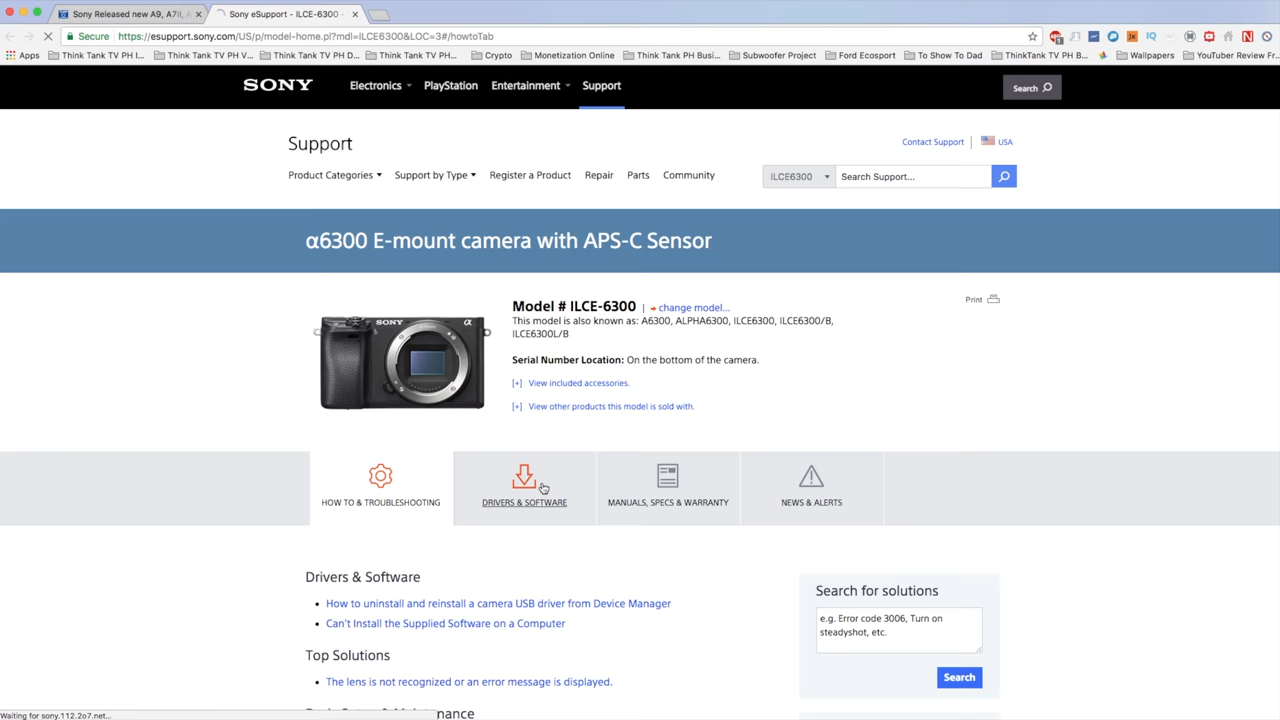 Sony Released new A9, A7II, A
Sony eSupport - ILCE-6300 -
Secure
https://esupport.sony.com/US/p/model-home.pl?mdl=ILCE6300&LOC=3#/howtoTab
Apps
Think Tank TV PH I...
Think Tank TV PH V...
Think Tank TV PH D...
Think Tank TV PH...
Crypto
Monetization Online
Think Tank PH Busi...
Subwoofer Project
Ford Ecosport
To Show To Dad
ThinkTank TV PH B...
Wallpapers
YouTuber Review Fr...
SONY
Electronics
PlayStation
Entertainment
Support
Search
Support
Contact Support
USA
Product Categories
Support by Type
Register a Product
Repair
Parts
Community
ILCE6300
Search Support...
α6300 E-mount camera with APS-C Sensor
Model # ILCE-6300 | change model...
Print
This model is also known as: A6300, ALPHA6300, ILCE6300, ILCE6300/B,
ILCE6300L/B
SONY α
Serial Number Location: On the bottom of the camera.
[+] View included accessories.
[+] View other products this model is sold with.
HOW TO & TROUBLESHOOTING
DRIVERS & SOFTWARE
MANUALS, SPECS & WARRANTY
NEWS & ALERTS
Drivers & Software
• How to uninstall and reinstall a camera USB driver from Device Manager
• Can't Install the Supplied Software on a Computer
Top Solutions
• The lens is not recognized or an error message is displayed.
Search for solutions
e.g. Error code 3006, Turn on
steadyshot, etc.
Search
Waiting for sony.112.2o7.net...